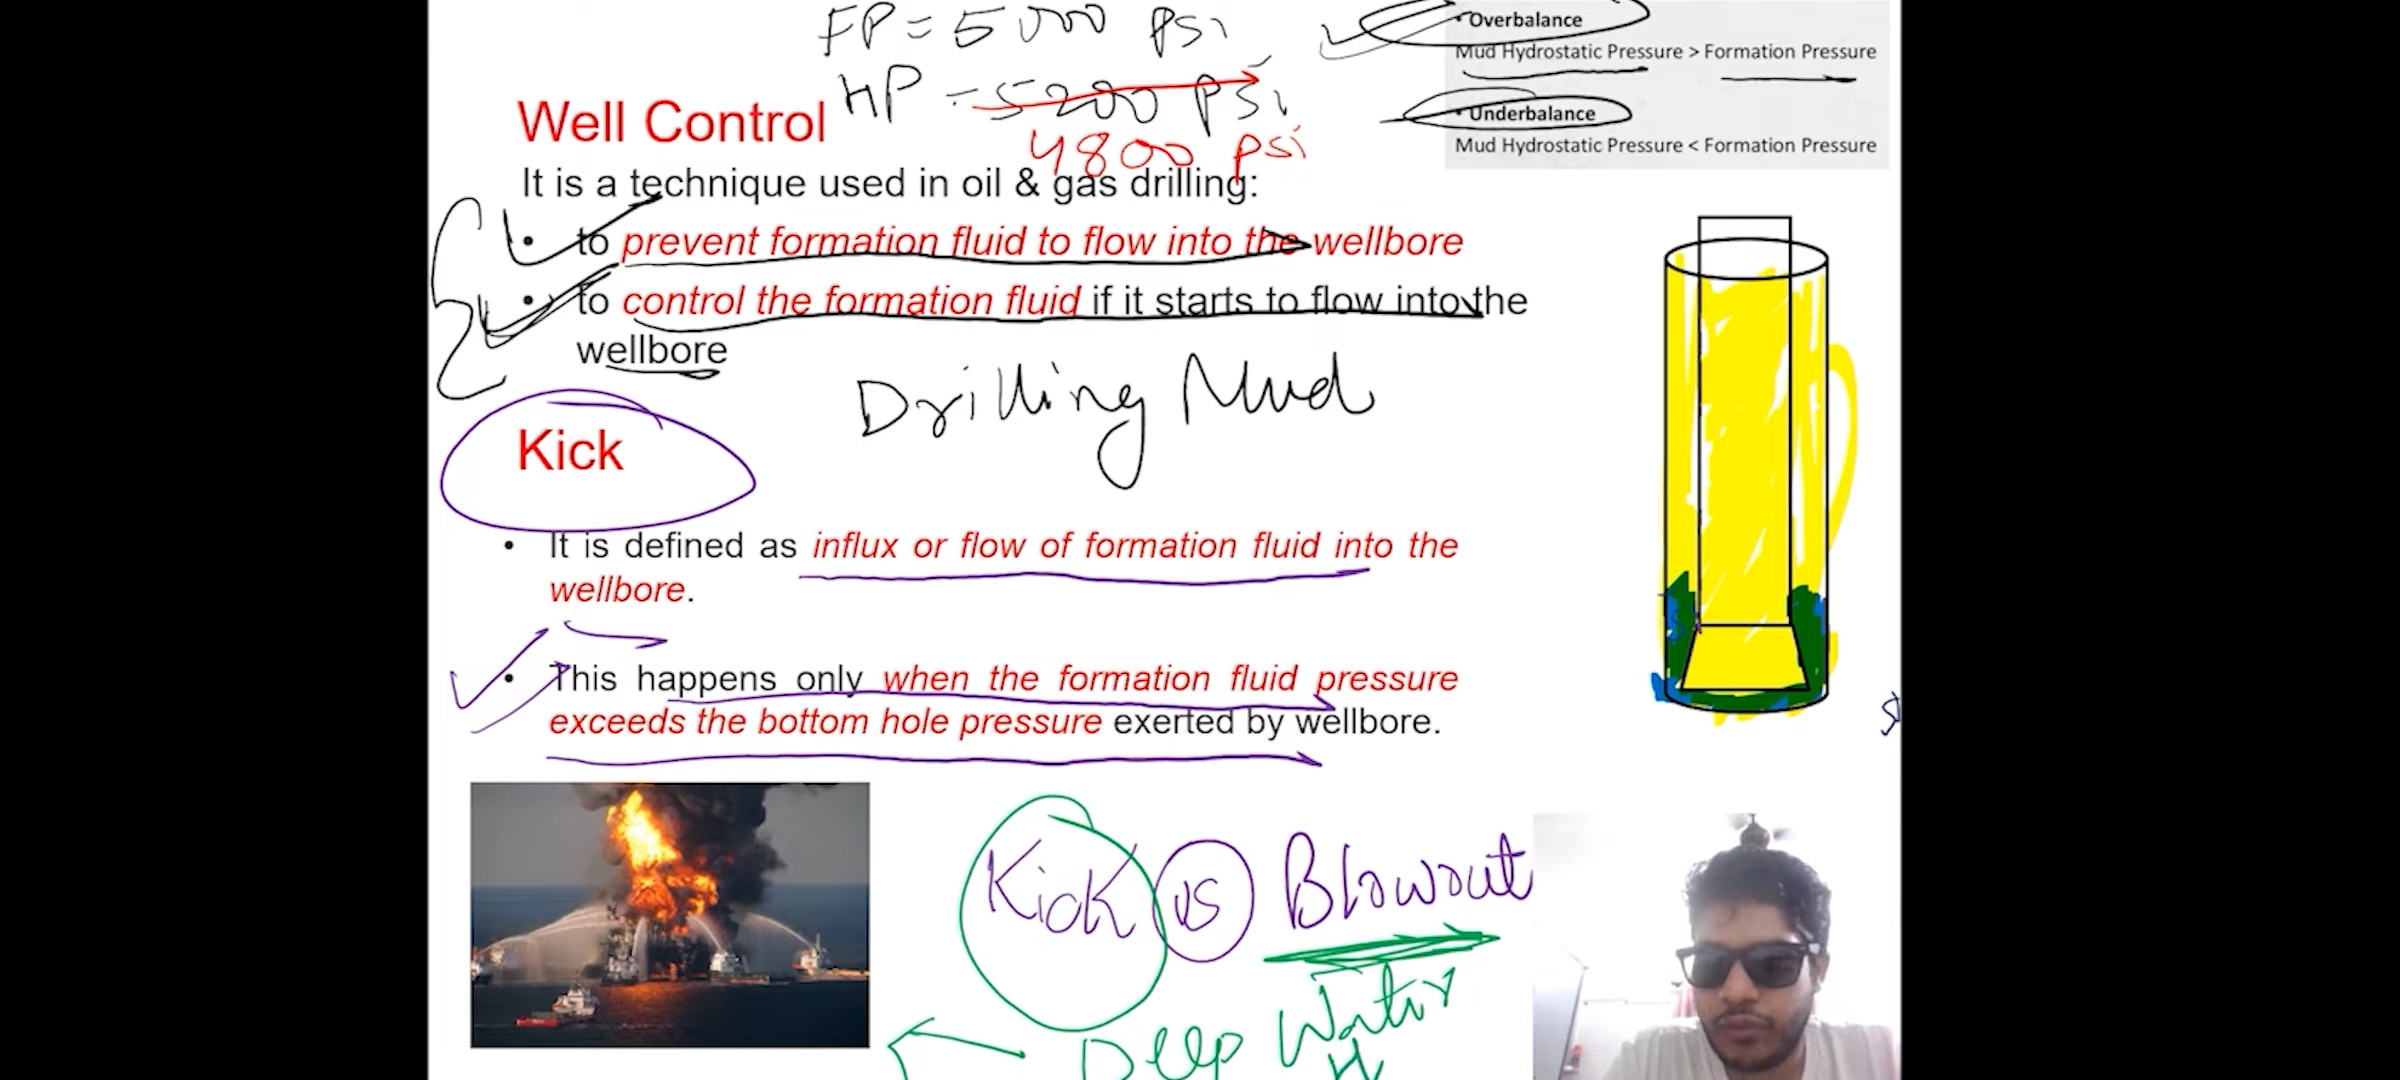 FP = 5000 psi
• Overbalance
Mud Hydrostatic Pressure > Formation Pressure
HP = 5200 psi
Well Control
• Underbalance
4800 psi
Mud Hydrostatic Pressure < Formation Pressure
It is a technique used in oil & gas drilling:
• to prevent formation fluid to flow into the wellbore
• to control the formation fluid if it starts to flow into the
wellbore
Drilling Mud
Kick
• It is defined as influx or flow of formation fluid into the
wellbore.
• This happens only when the formation fluid pressure
exceeds the bottom hole pressure exerted by wellbore.
Kick vs Blowout
Deep Water
H